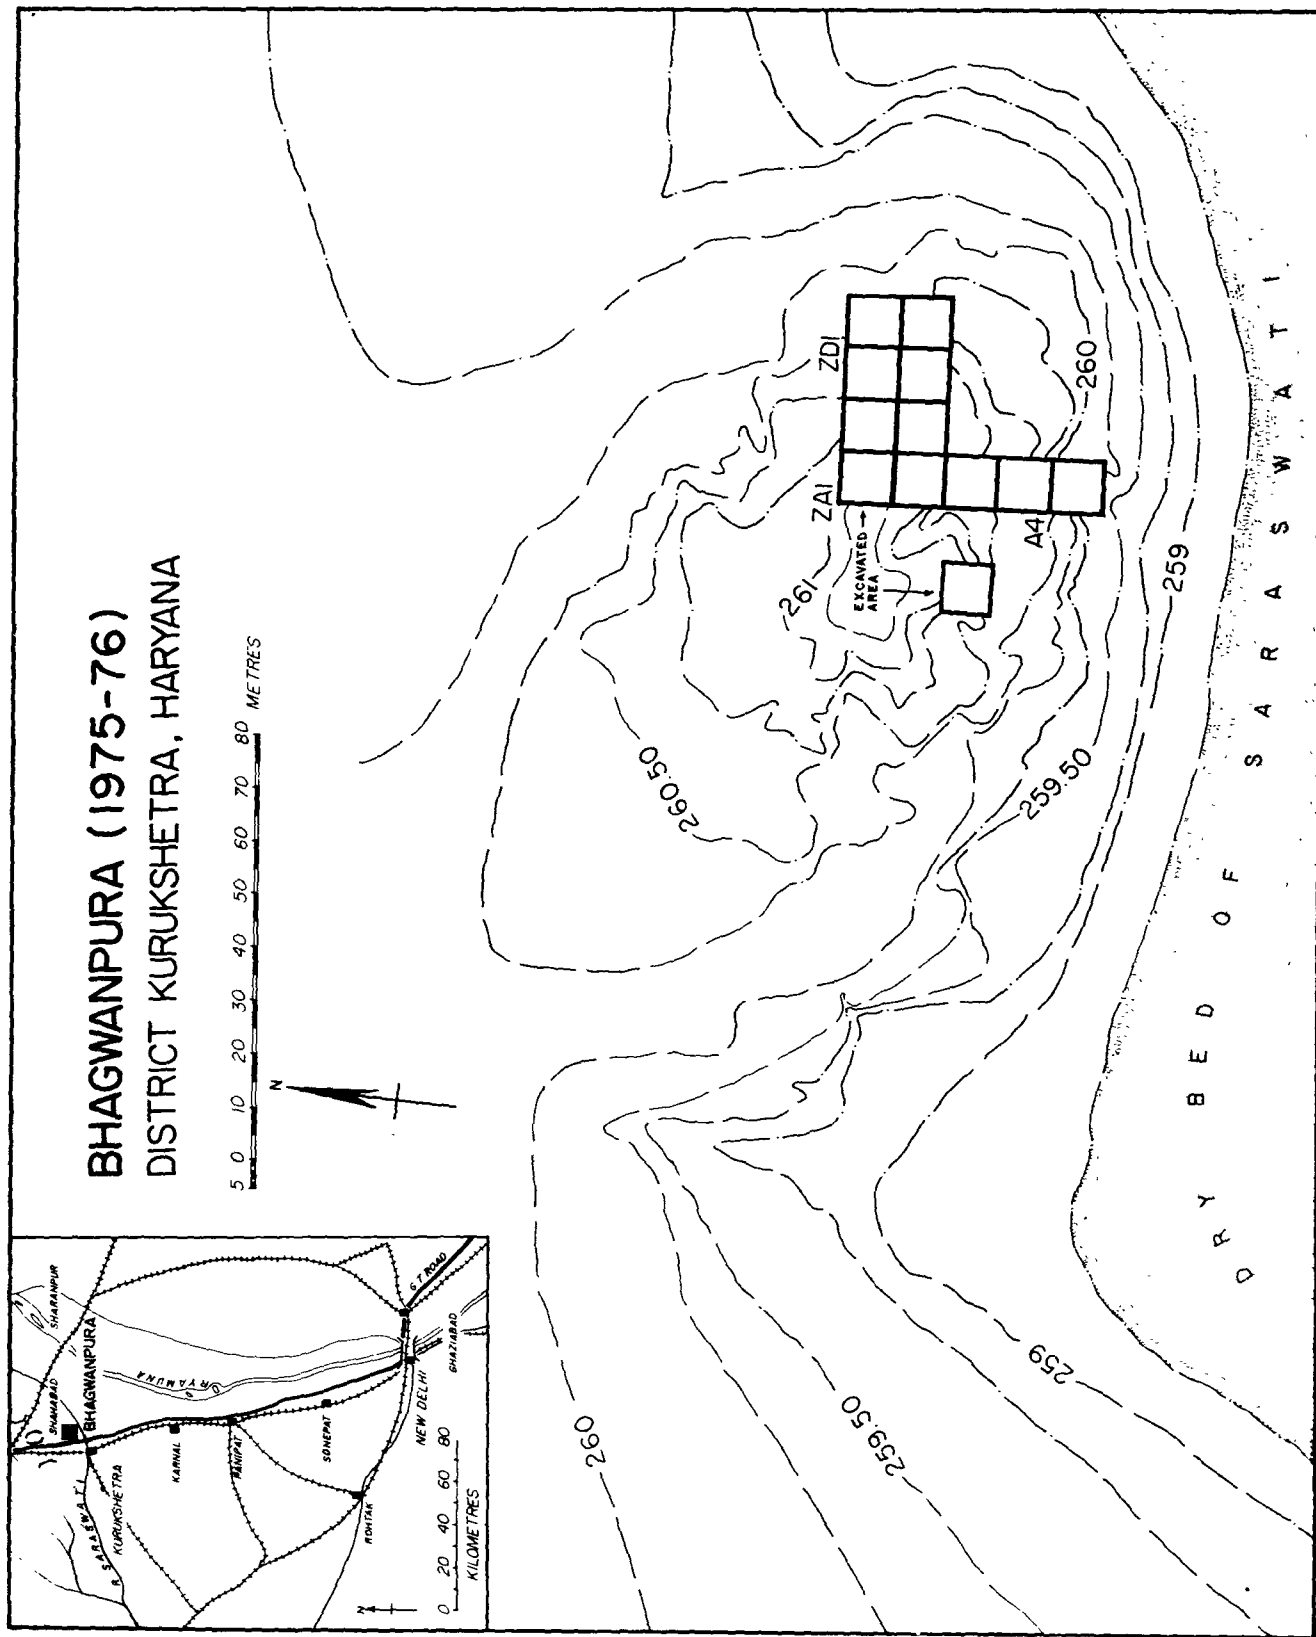 BHAGWANPURA (1975-76)
DISTRICT KURUKSHETRA, HARYANA
5 0 10 20 30 40 50 60 70 80 METRES
N
SHAHABAD
SHARANPUR
BHAGWANPURA
R SARASWATI
KURUKSHETRA
R YAMUNA
KARNAL
PANIPAT
SONEPAT
ROHTAK
NEW DELHI
G T ROAD
GHAZIABAD
N
0 20 40 60 80
KILOMETRES
260.50
261
ZA1
ZD1
EXCAVATED
AREA
A4
260
259.50
259
260
259.50
259
DRY BED OF SARASWATI